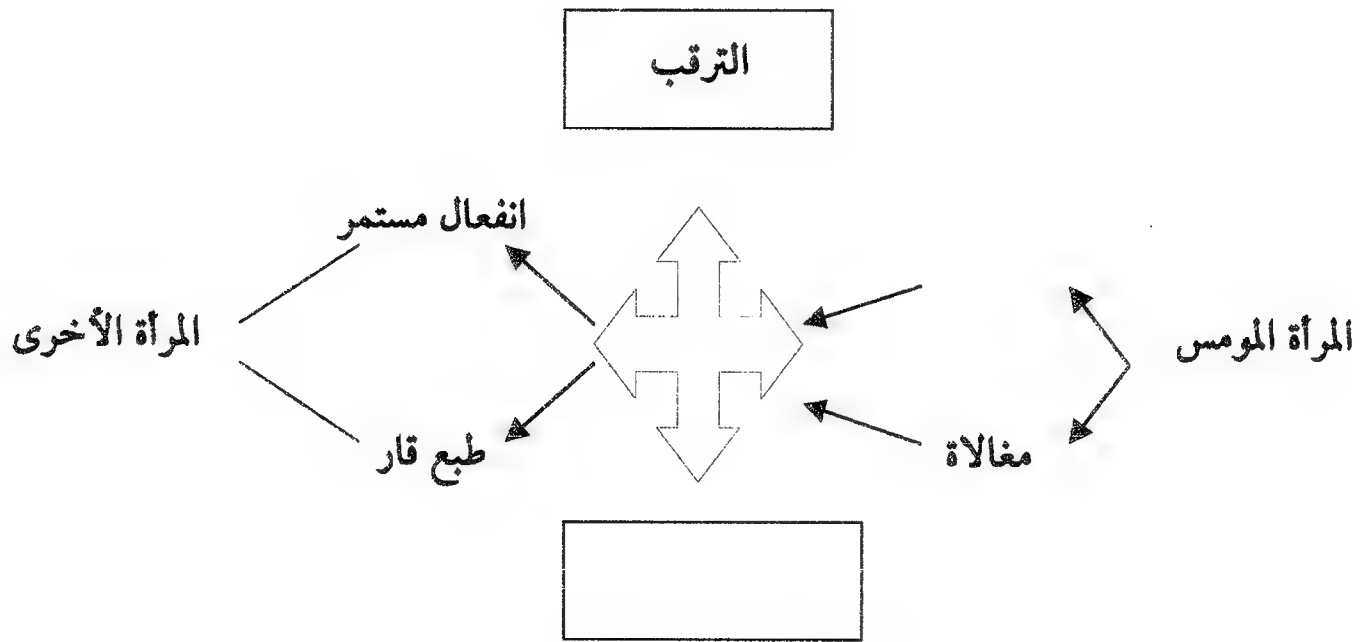 الترقب
انفعال مستمر
المرأة المومس
المرأة الأخرى
مغالاة
طبع قار